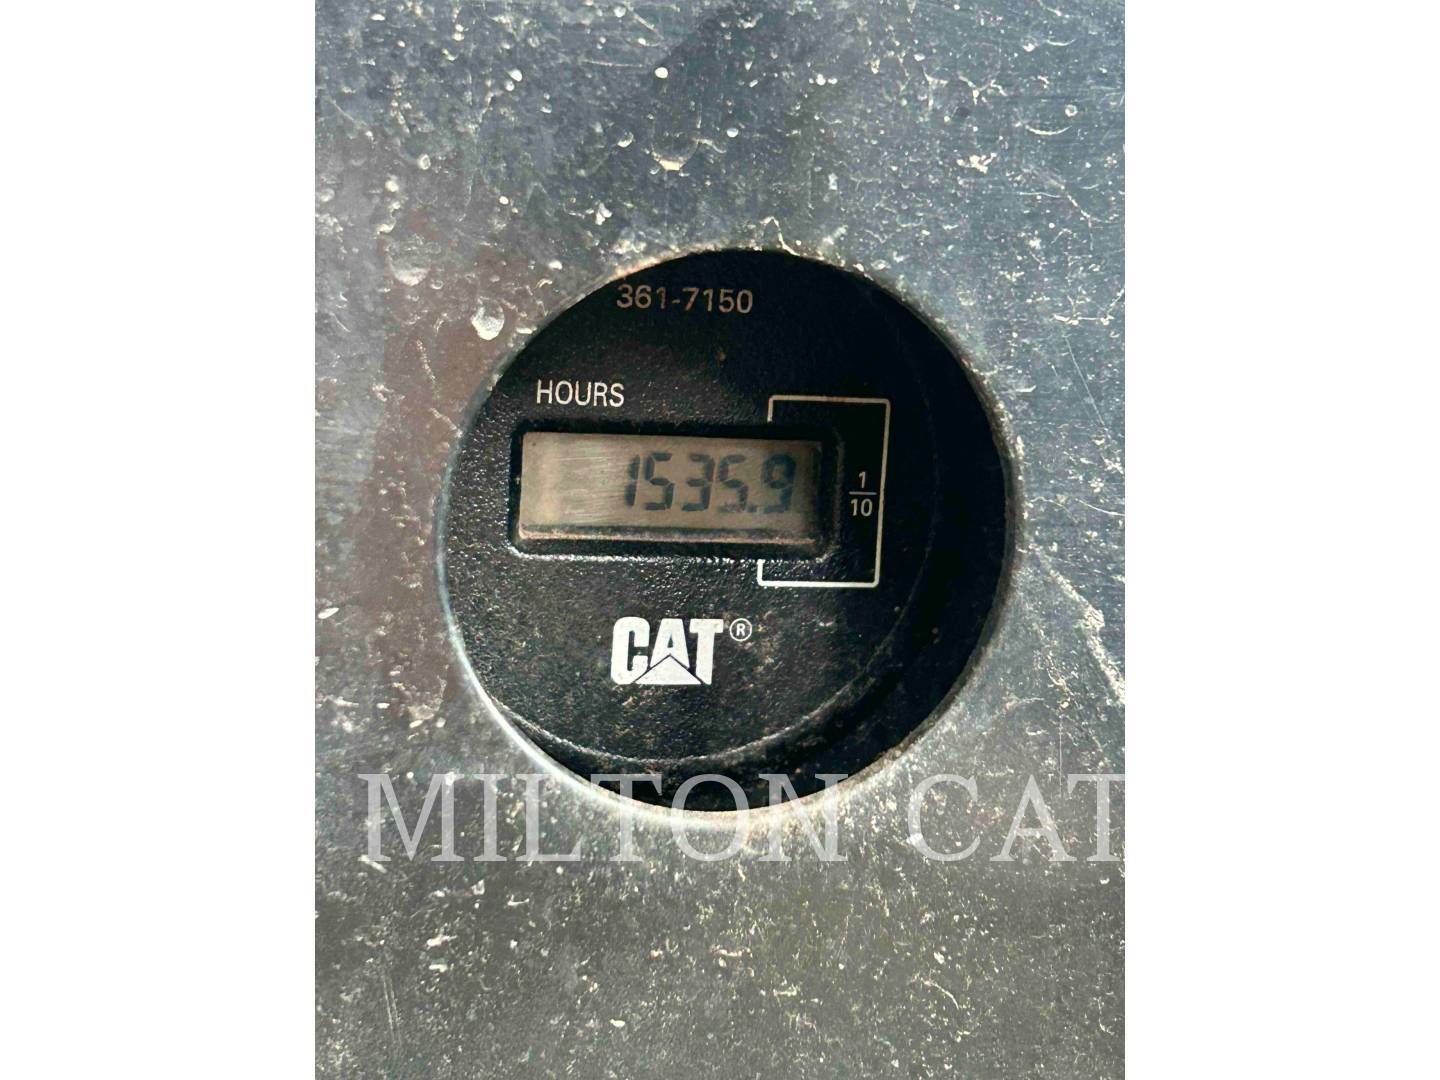 361-7150
HOURS
1535.9
1
10
CAT®
MILTON CAT